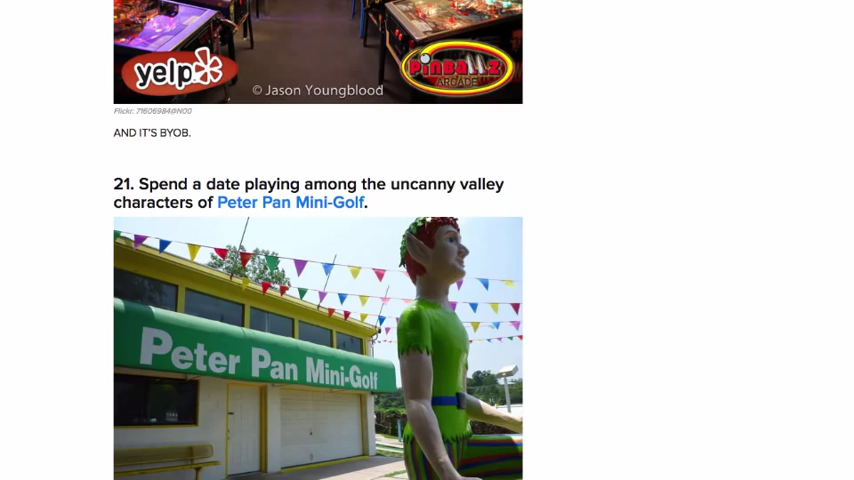 yelp
PINBALLZ
ARCADE
© Jason Youngblood
Flickr: 71606984@N00
AND IT'S BYOB.
21. Spend a date playing among the uncanny valley
characters of Peter Pan Mini-Golf.
Peter Pan Mini-Golf